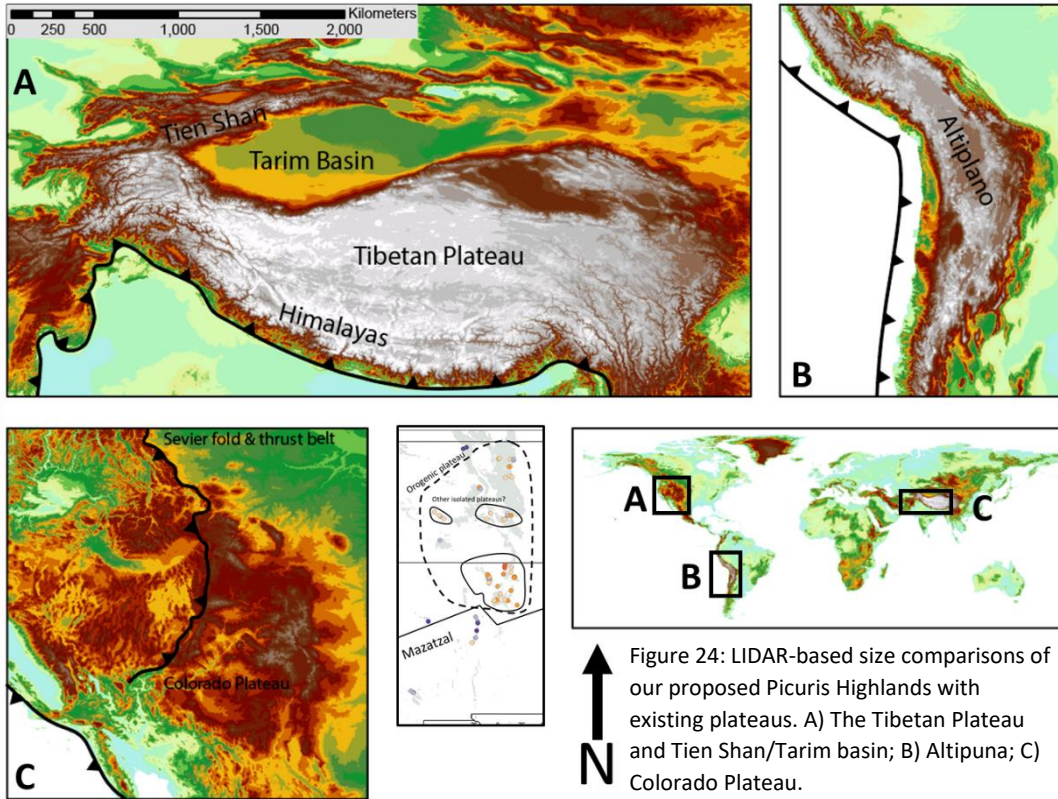 Kilometers
0 250 500 1,000 1,500 2,000
A
Tien Shan
Tarim Basin
Tibetan Plateau
Himalayas
Altiplano
B
Sevier fold & thrust belt
Colorado Plateau
C
Orogenic plateau
Other isolated plateaus?
Mazatzal
A
B
C
N
Figure 24: LIDAR-based size comparisons of
our proposed Picuris Highlands with
existing plateaus. A) The Tibetan Plateau
and Tien Shan/Tarim basin; B) Altipuna; C)
Colorado Plateau.